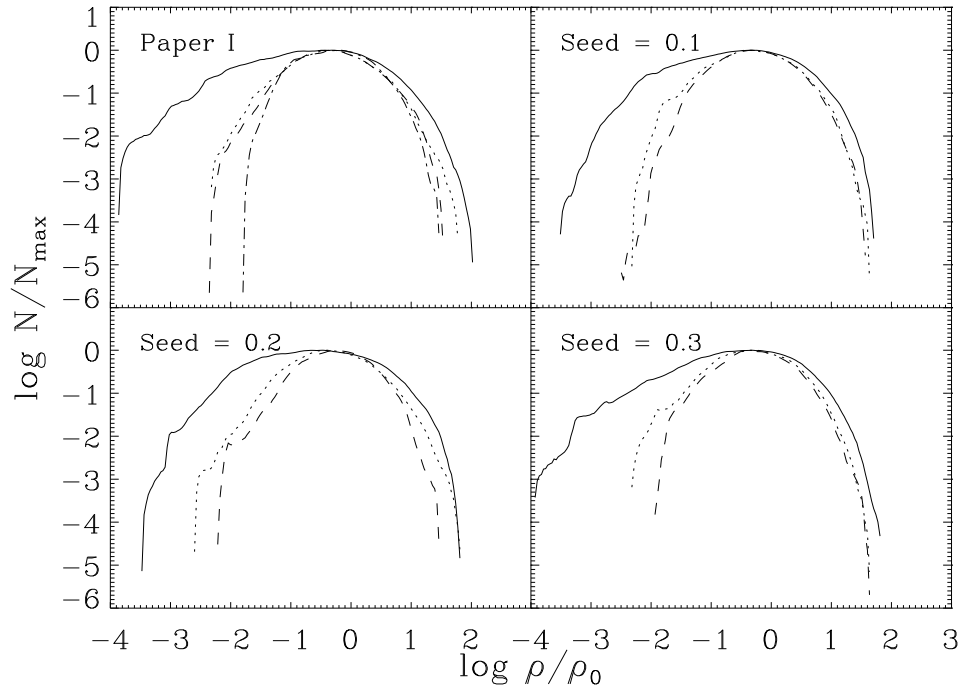 Paper I
Seed = 0.1
Seed = 0.2
Seed = 0.3
1
0
−1
−2
−3
−4
−5
−6
0
−1
−2
−3
−4
−5
−6
log N/N_max
−4 −3 −2 −1 0 1 2 −4 −3 −2 −1 0 1 2 3
log ρ/ρ₀